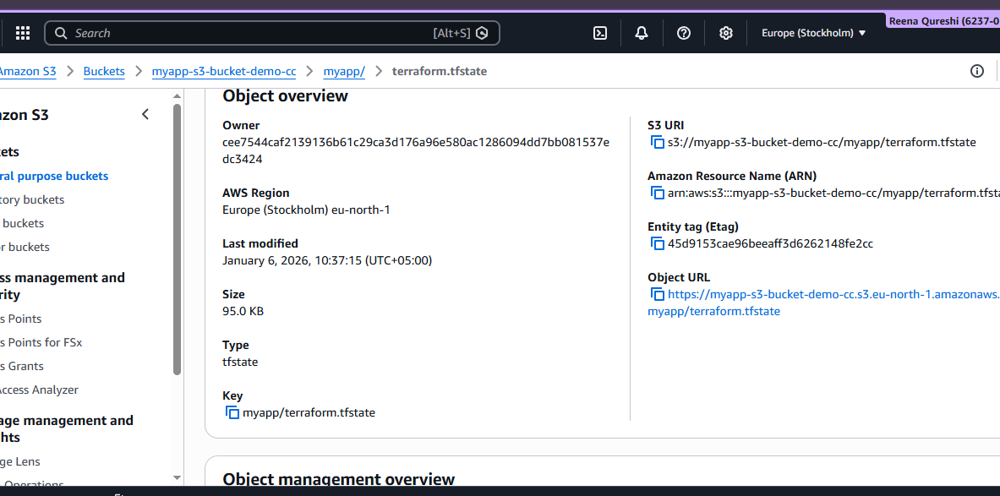 Search
[Alt+S]
Europe (Stockholm)
Reena Qureshi (6237-0
Amazon S3
Buckets
myapp-s3-bucket-demo-cc
myapp/
terraform.tfstate
zon S3
ets
ral purpose buckets
tory buckets
buckets
r buckets
ss management and
rity
s Points
s Points for FSx
s Grants
Access Analyzer
age management and
hts
ge Lens
Operations
Object overview
Owner
cee7544caf2139136b61c29ca3d176a96e580ac1286094dd7bb081537e
dc3424
AWS Region
Europe (Stockholm) eu-north-1
Last modified
January 6, 2026, 10:37:15 (UTC+05:00)
Size
95.0 KB
Type
tfstate
Key
myapp/terraform.tfstate
S3 URI
s3://myapp-s3-bucket-demo-cc/myapp/terraform.tfstate
Amazon Resource Name (ARN)
arn:aws:s3:::myapp-s3-bucket-demo-cc/myapp/terraform.tfsta
Entity tag (Etag)
45d9153cae96beeaff3d6262148fe2cc
Object URL
https://myapp-s3-bucket-demo-cc.s3.eu-north-1.amazonaws.
myapp/terraform.tfstate
Object management overview